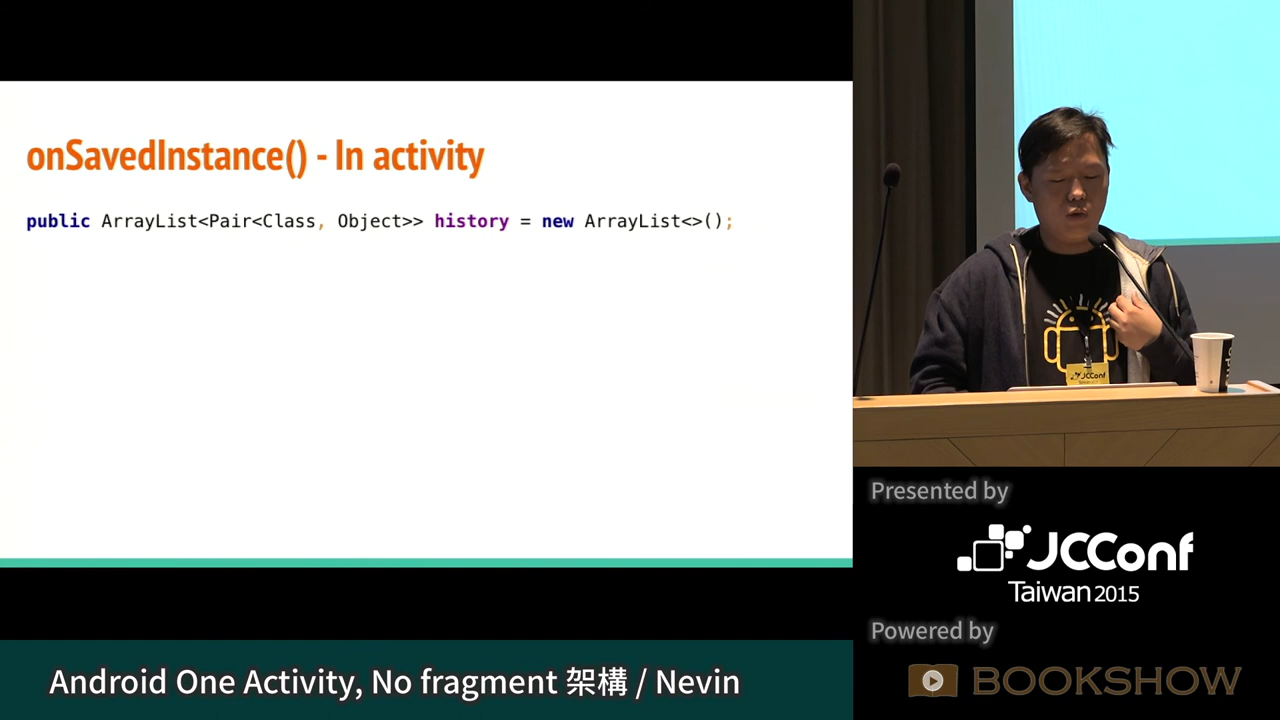 onSavedInstance() - In activity
public ArrayList<Pair<Class, Object>> history = new ArrayList<>();
JCConf
Presented by
JCConf
Taiwan 2015
Powered by
BOOKSHOW
Android One Activity, No fragment 架構 / Nevin